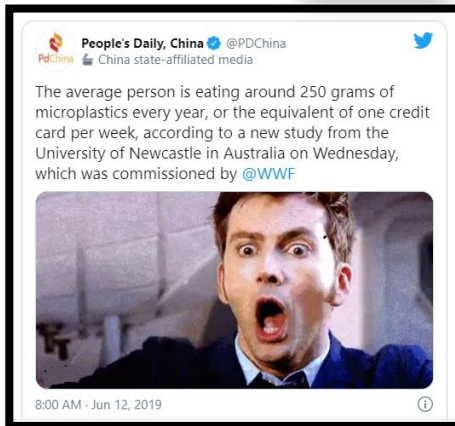 People's Daily, China @PDChina
PdChina
China state-affiliated media
The average person is eating around 250 grams of
microplastics every year, or the equivalent of one credit
card per week, according to a new study from the
University of Newcastle in Australia on Wednesday,
which was commissioned by @WWF
8:00 AM · Jun 12, 2019